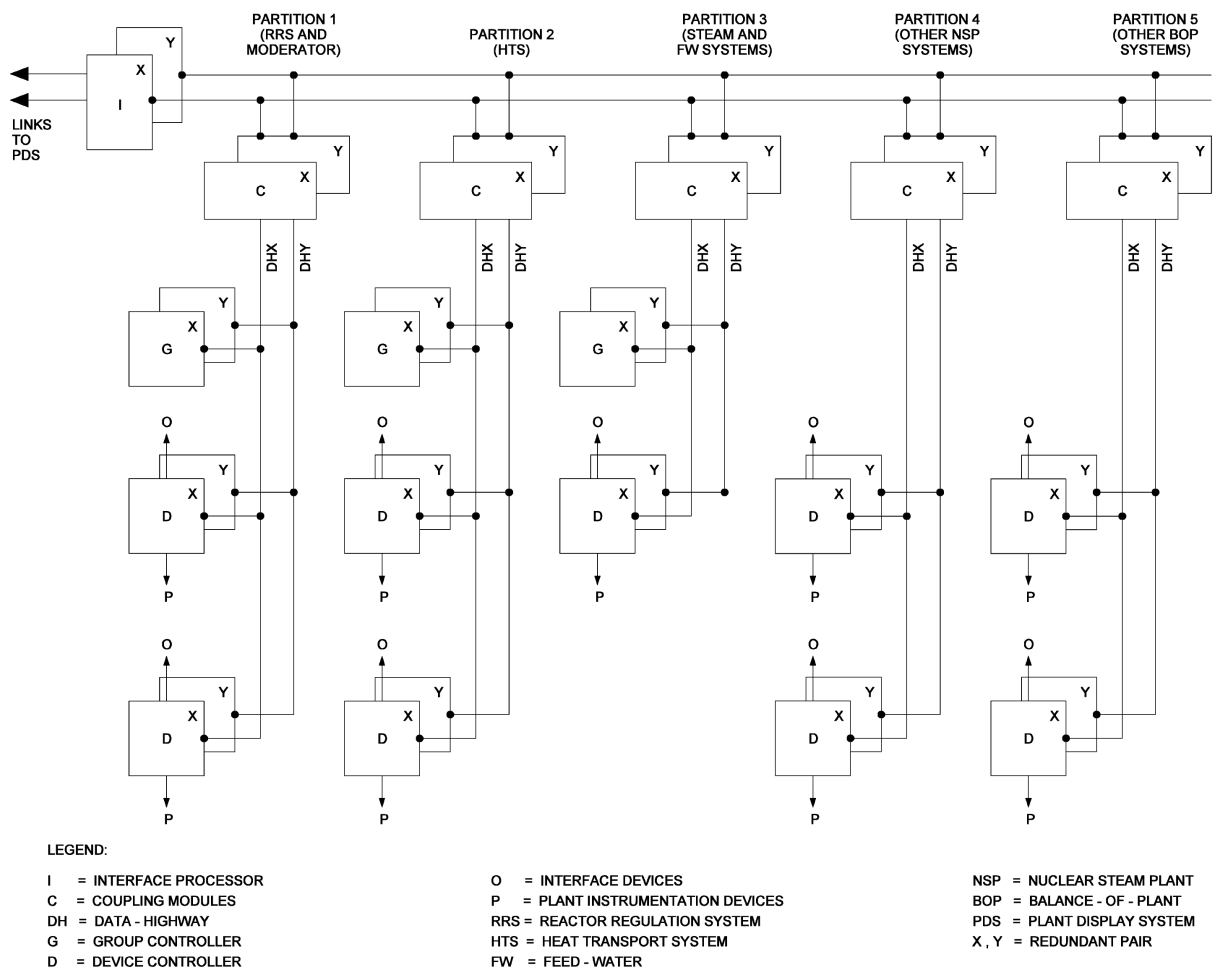 PARTITION 1
(RRS AND
MODERATOR)
PARTITION 2
(HTS)
PARTITION 3
(STEAM AND
FW SYSTEMS)
PARTITION 4
(OTHER NSP
SYSTEMS)
PARTITION 5
(OTHER BOP
SYSTEMS)
Y
X
I
LINKS
TO
PDS
Y
X
C
Y
X
C
Y
X
C
Y
X
C
Y
X
C
DHX
DHY
DHX
DHY
DHX
DHY
DHX
DHY
DHX
DHY
Y
X
G
Y
X
G
Y
X
G
O
Y
X
D
P
O
Y
X
D
P
O
Y
X
D
P
O
Y
X
D
P
O
Y
X
D
P
O
Y
X
D
P
O
Y
X
D
P
O
Y
X
D
P
O
Y
X
D
P
LEGEND:
I = INTERFACE PROCESSOR
C = COUPLING MODULES
DH = DATA - HIGHWAY
G = GROUP CONTROLLER
D = DEVICE CONTROLLER
O = INTERFACE DEVICES
P = PLANT INSTRUMENTATION DEVICES
RRS = REACTOR REGULATION SYSTEM
HTS = HEAT TRANSPORT SYSTEM
FW = FEED - WATER
NSP = NUCLEAR STEAM PLANT
BOP = BALANCE - OF - PLANT
PDS = PLANT DISPLAY SYSTEM
X , Y = REDUNDANT PAIR